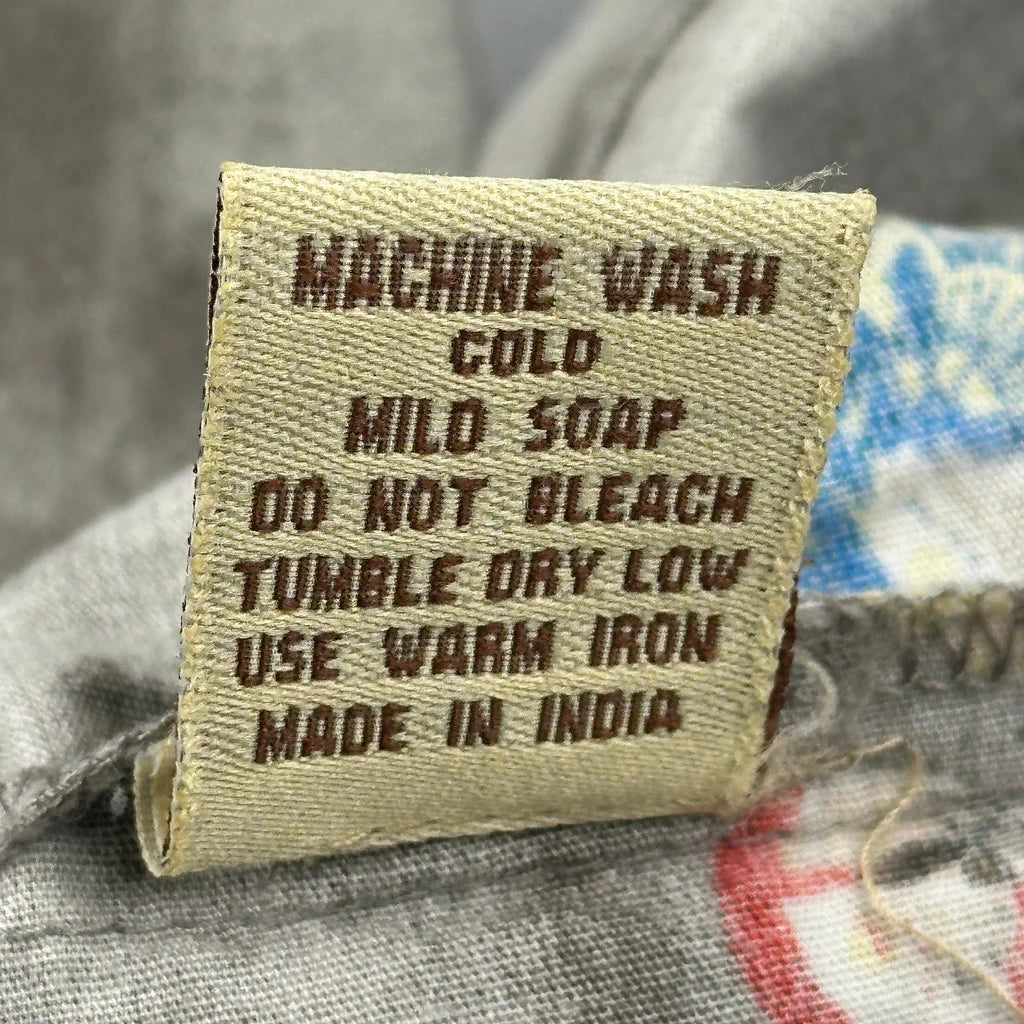 MACHINE WASH
COLD
MILD SOAP
DO NOT BLEACH
TUMBLE DRY LOW
USE WARM IRON
MADE IN INDIA